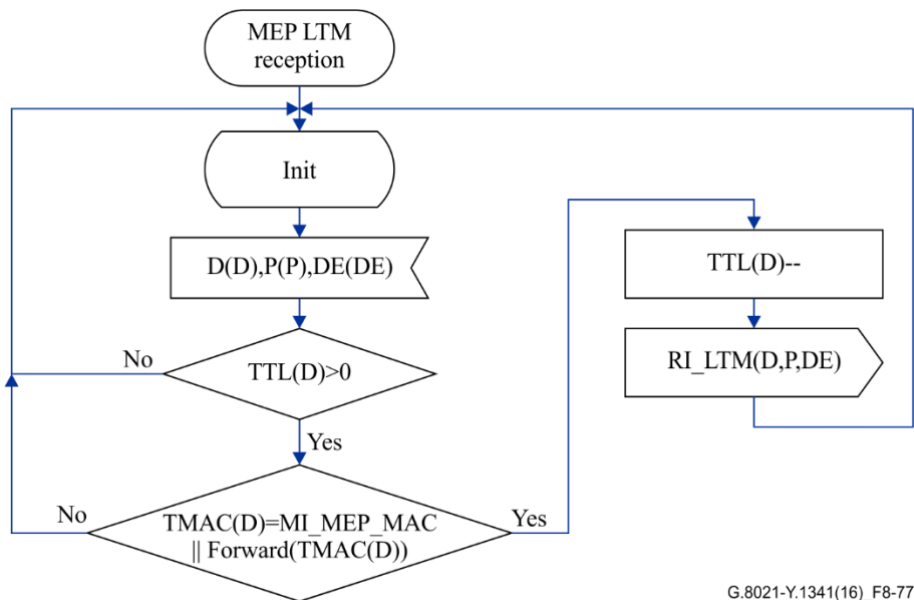 MEP LTM
reception
Init
D(D),P(P),DE(DE)
No
TTL(D)>0
Yes
No
TMAC(D)=MI_MEP_MAC
|| Forward(TMAC(D))
Yes
TTL(D)--
RI_LTM(D,P,DE)
G.8021-Y.1341(16)_F8-77